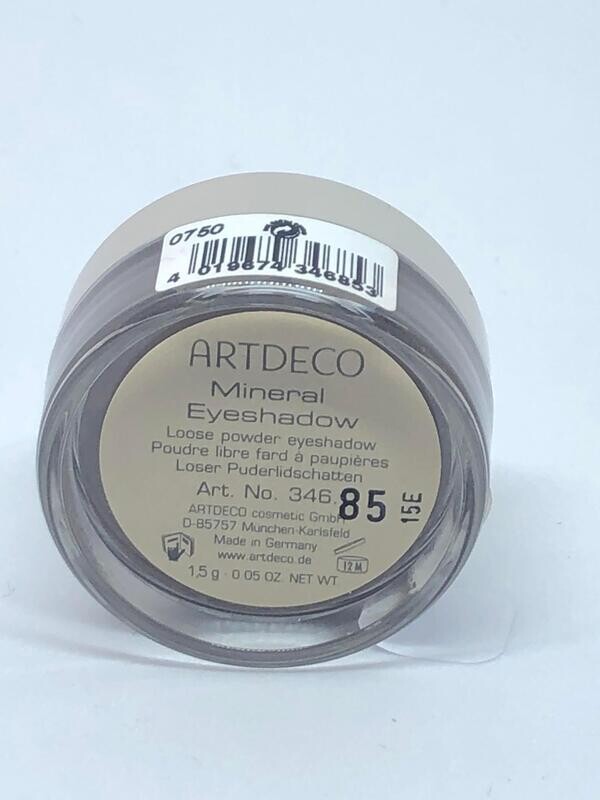 0750
4 019674 346853
ARTDECO
Mineral
Eyeshadow
Loose powder eyeshadow
Poudre libre fard à paupières
Loser Puderlidschatten
Art. No. 346.85
15E
ARTDECO cosmetic GmbH
D-85757 München-Karlsfeld
Made in Germany
www.artdeco.de
12 M
1,5 g · 0.05 OZ. NET WT